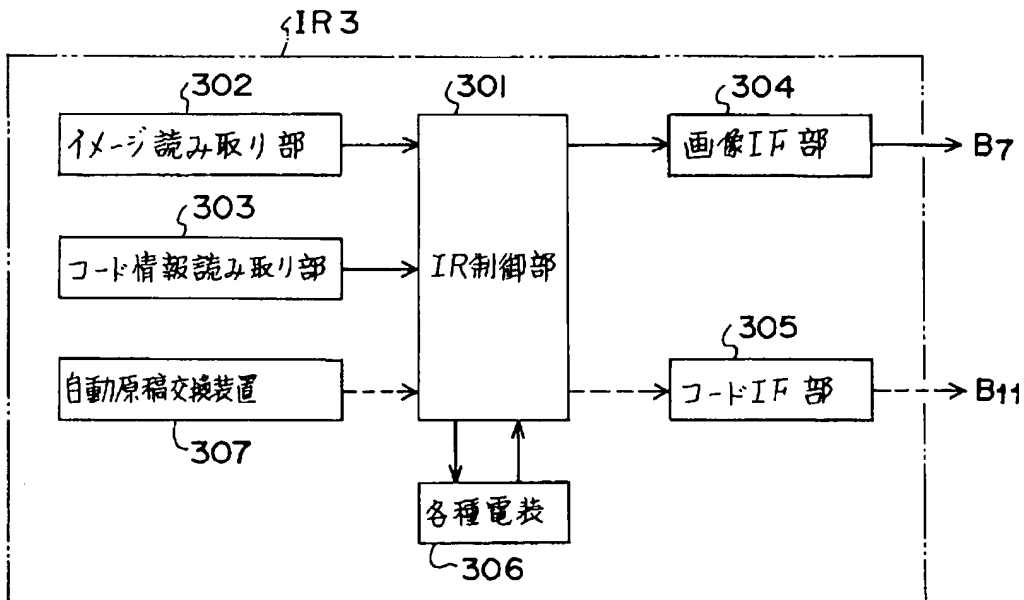 IR3
302
301
304
イメージ読み取り部
画像IF部
B7
303
コード情報読み取り部
IR制御部
305
自動原稿交換装置
コードIF部
B11
307
各種電装
306